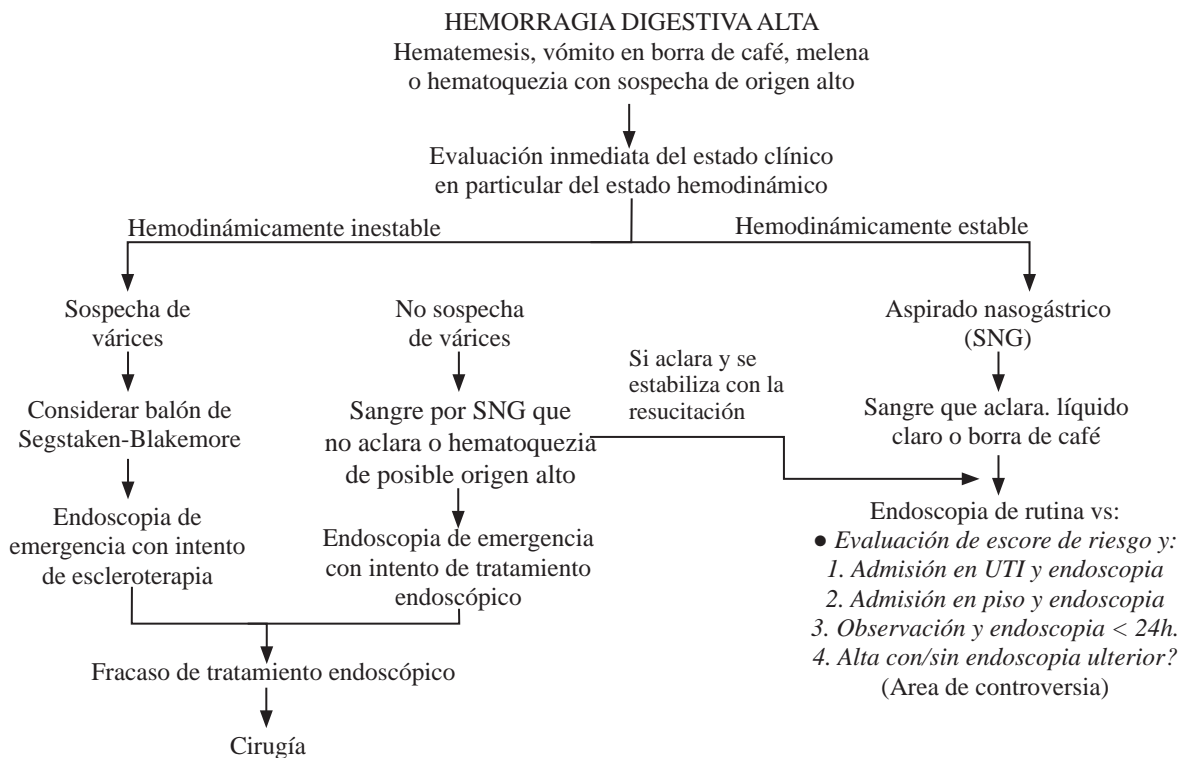 HEMORRAGIA DIGESTIVA ALTA
Hematemesis, vómito en borra de café, melena
o hematoquezia con sospecha de origen alto
Evaluación inmediata del estado clínico
en particular del estado hemodinámico
Hemodinámicamente inestable
Hemodinámicamente estable
Sospecha de
várices
No sospecha
de várices
Aspirado nasogástrico
(SNG)
Si aclara y se
estabiliza con la
resucitación
Considerar balón de
Segstaken-Blakemore
Sangre por SNG que
no aclara o hematoquezia
de posible origen alto
Sangre que aclara. líquido
claro o borra de café
Endoscopia de
emergencia con intento
de escleroterapia
Endoscopia de emergencia
con intento de tratamiento
endoscópico
Endoscopia de rutina vs:
● Evaluación de escore de riesgo y:
1. Admisión en UTI y endoscopia
2. Admisión en piso y endoscopia
3. Observación y endoscopia < 24h.
4. Alta con/sin endoscopia ulterior?
(Area de controversia)
Fracaso de tratamiento endoscópico
Cirugía